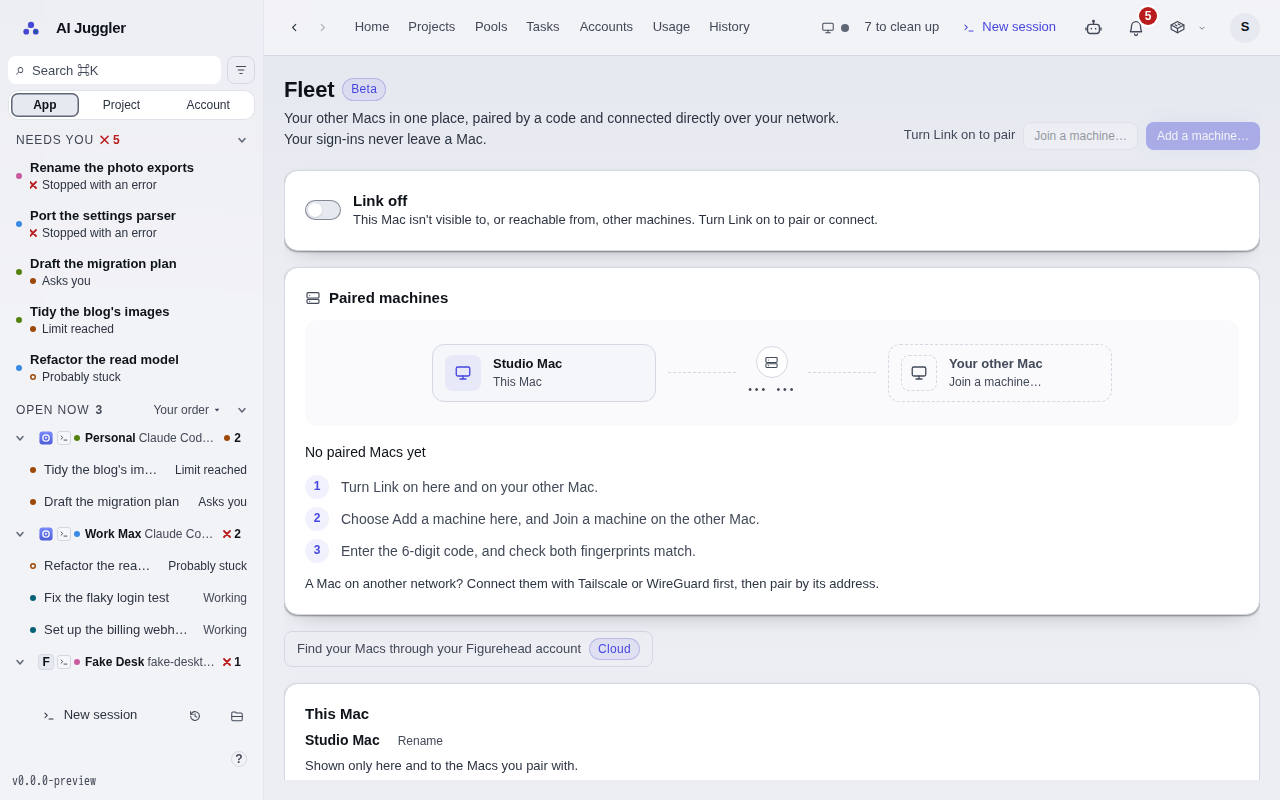 AI Juggler
Search ⌘K
App
Project
Account
NEEDS YOU 5
Rename the photo exports
Stopped with an error
Port the settings parser
Stopped with an error
Draft the migration plan
Asks you
Tidy the blog's images
Limit reached
Refactor the read model
Probably stuck
OPEN NOW 3
Your order
Personal Claude Cod… 2
Tidy the blog's im… Limit reached
Draft the migration plan Asks you
Work Max Claude Co… 2
Refactor the rea… Probably stuck
Fix the flaky login test Working
Set up the billing webh… Working
F Fake Desk fake-deskt… 1
New session
?
v0.0.0-preview
Home Projects Pools Tasks Accounts Usage History
7 to clean up
New session
5
S
Fleet Beta
Your other Macs in one place, paired by a code and connected directly over your network.
Your sign-ins never leave a Mac.
Turn Link on to pair
Join a machine…
Add a machine…
Link off
This Mac isn't visible to, or reachable from, other machines. Turn Link on to pair or connect.
Paired machines
Studio Mac
This Mac
••• •••
Your other Mac
Join a machine…
No paired Macs yet
1 Turn Link on here and on your other Mac.
2 Choose Add a machine here, and Join a machine on the other Mac.
3 Enter the 6-digit code, and check both fingerprints match.
A Mac on another network? Connect them with Tailscale or WireGuard first, then pair by its address.
Find your Macs through your Figurehead account Cloud
This Mac
Studio Mac Rename
Shown only here and to the Macs you pair with.